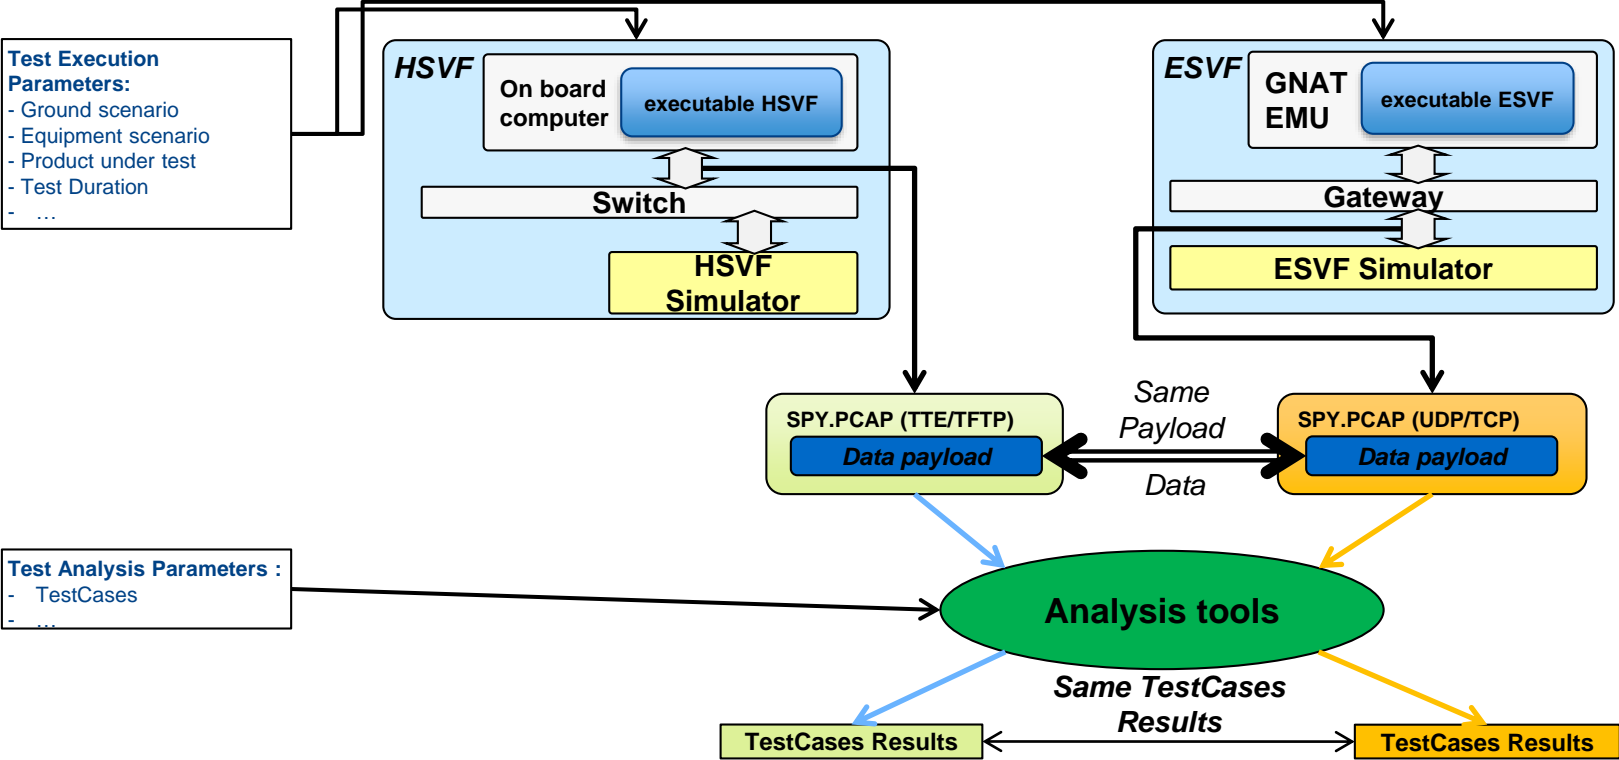 Test Execution
Parameters:
- Ground scenario
- Equipment scenario
- Product under test
- Test Duration
- …
HSVF
On board
computer
executable HSVF
Switch
HSVF
Simulator
ESVF
GNAT
EMU
executable ESVF
Gateway
ESVF Simulator
SPY.PCAP (TTE/TFTP)
Data payload
Same
Payload
Data
SPY.PCAP (UDP/TCP)
Data payload
Test Analysis Parameters :
- TestCases
- …
Analysis tools
Same TestCases
Results
TestCases Results
TestCases Results